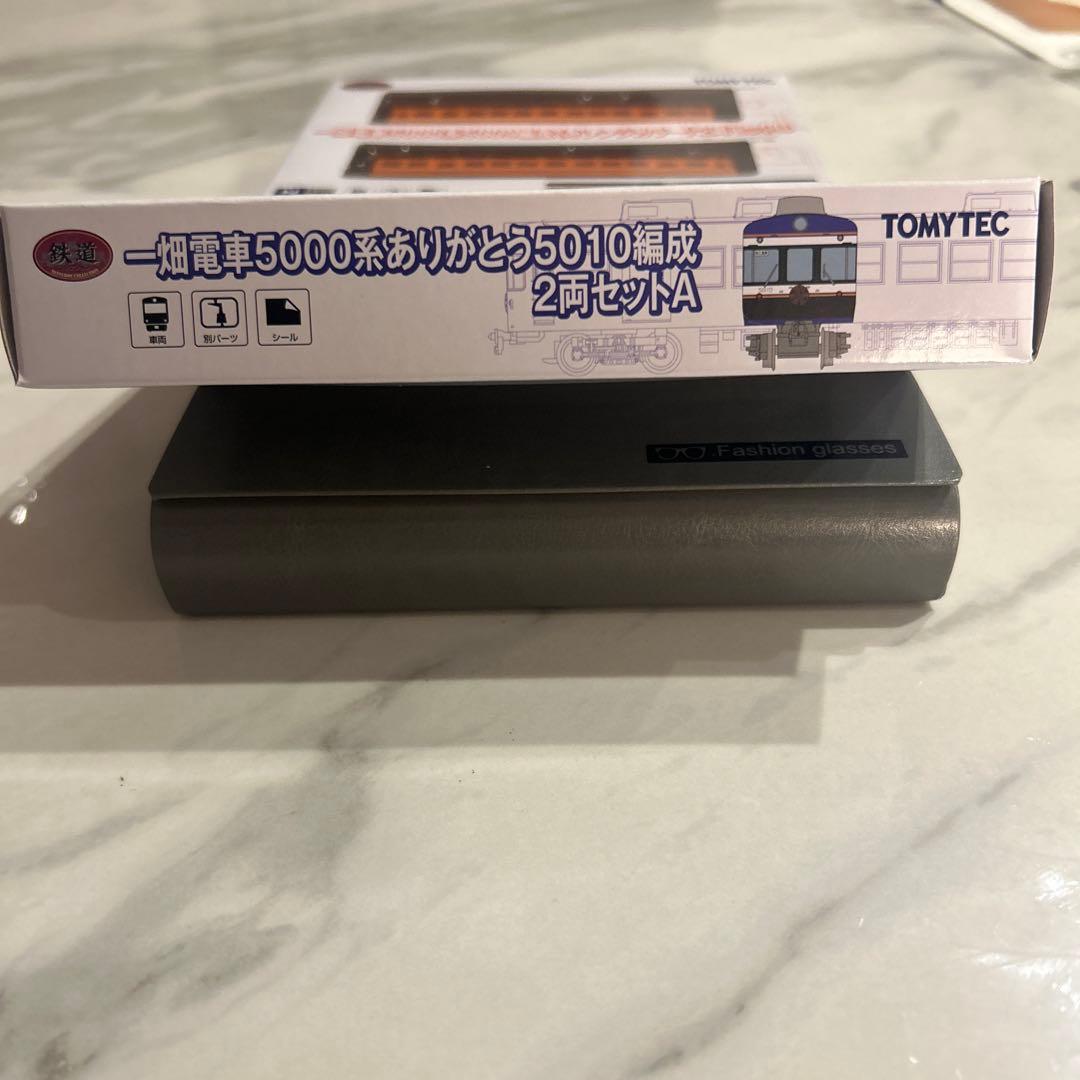 TOMYTEC
鉄道
一畑電車5000系ありがとう5010編成
2両セットA
TOMYTEC
車両
別パーツ
シール
.Fashion glasses